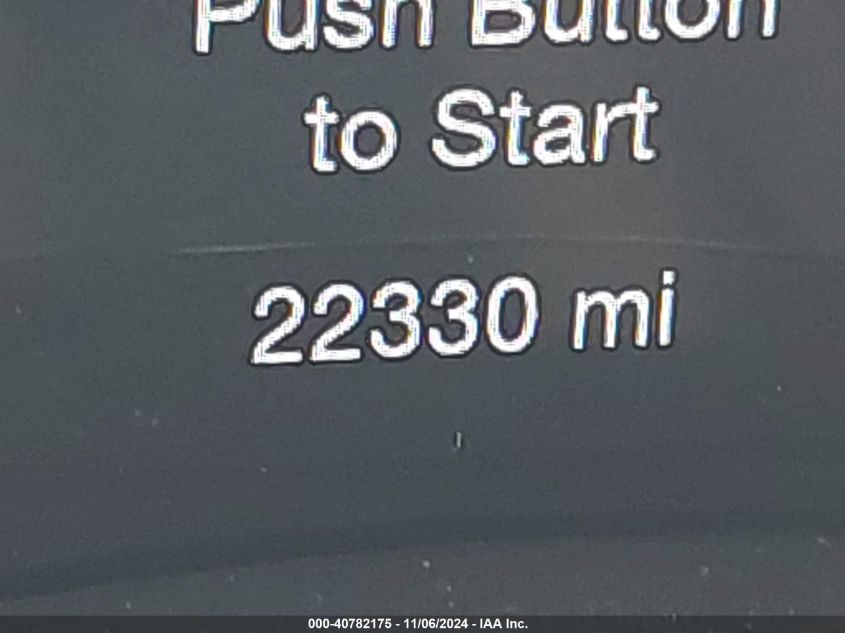 Push Button
to Start
22330 mi
000-40782175 - 11/06/2024 - IAA Inc.